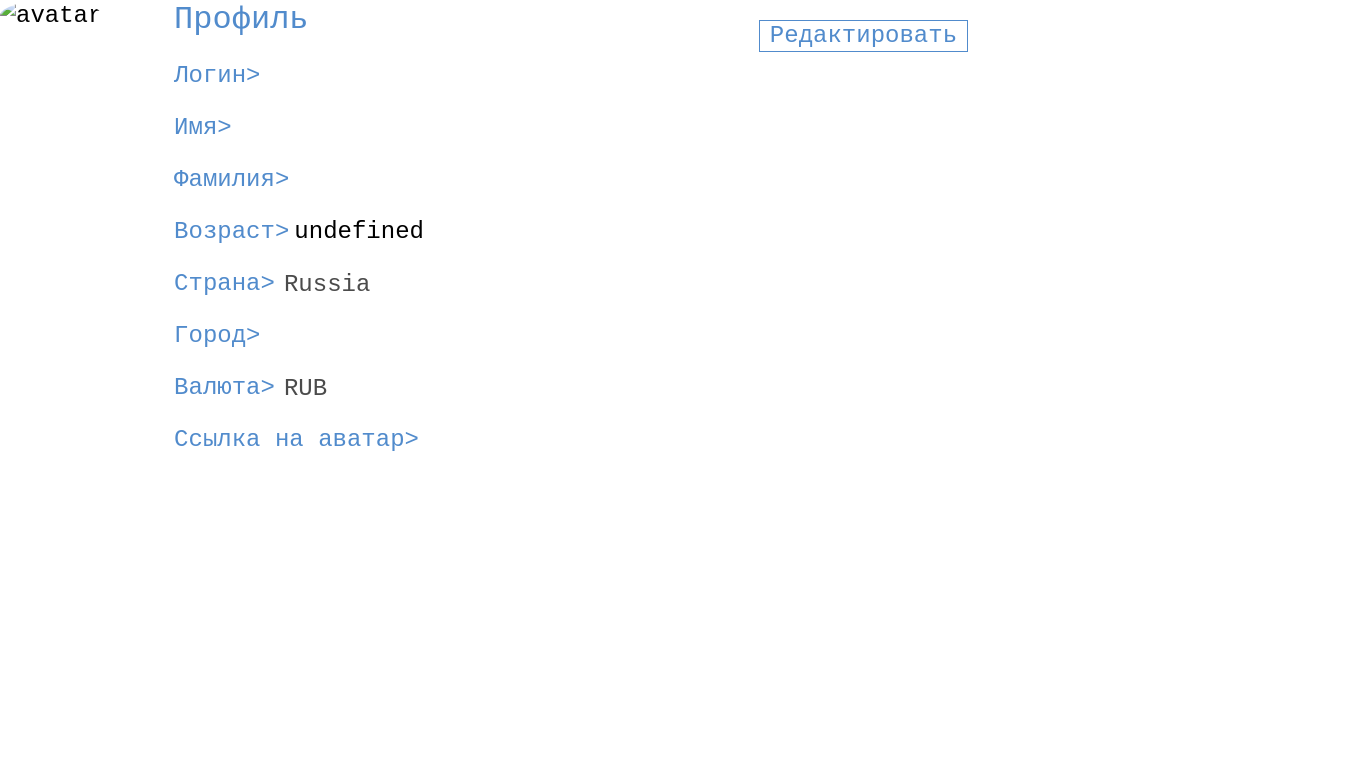 avatar
Профиль
Редактировать
Логин>
Имя>
Фамилия>
Возраст> undefined
Страна> Russia
Город>
Валюта> RUB
Ссылка на аватар>